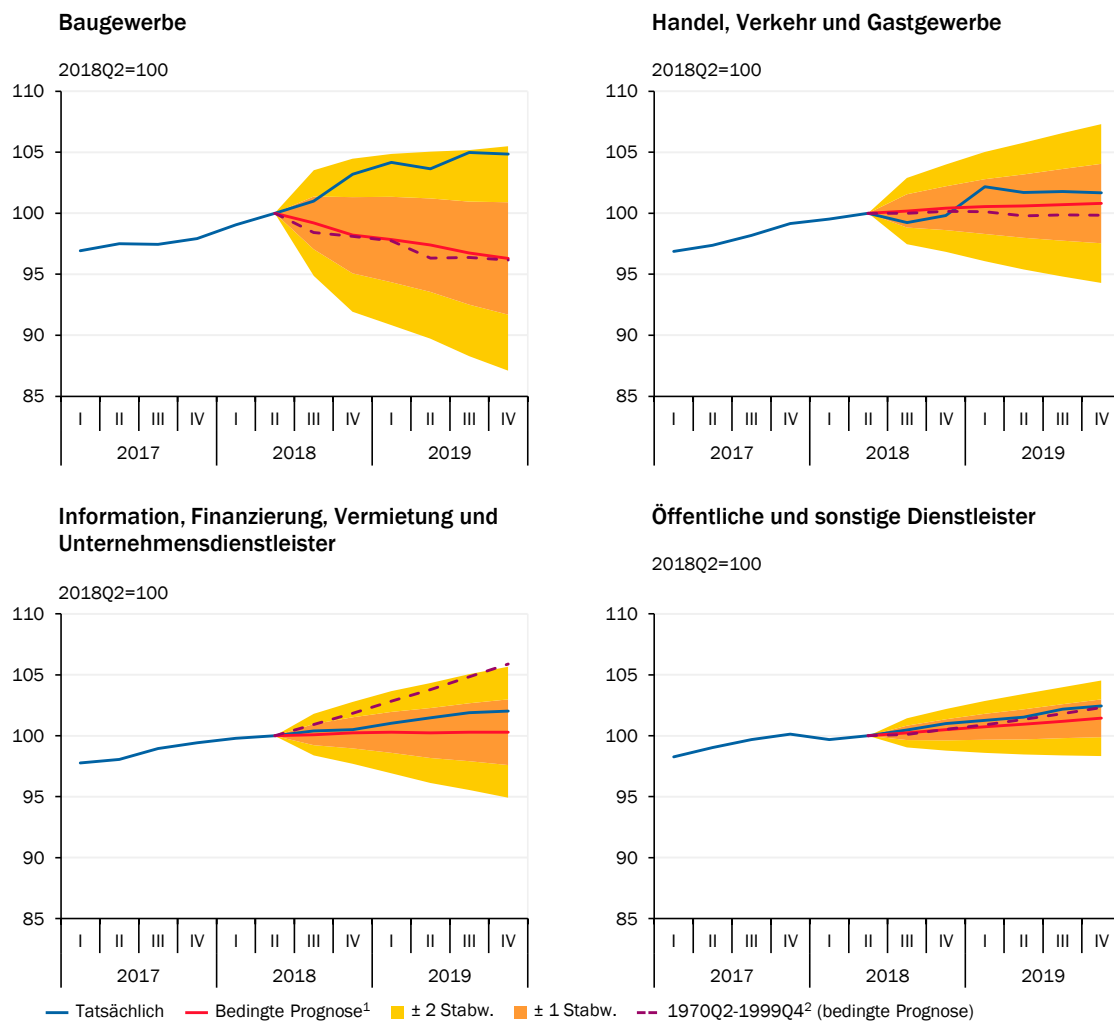 Baugewerbe
2018Q2=100
110
105
100
95
90
85
I II III IV I II III IV I II III IV
2017 2018 2019
Handel, Verkehr und Gastgewerbe
2018Q2=100
110
105
100
95
90
85
I II III IV I II III IV I II III IV
2017 2018 2019
Information, Finanzierung, Vermietung und
Unternehmensdienstleister
2018Q2=100
110
105
100
95
90
85
I II III IV I II III IV I II III IV
2017 2018 2019
Öffentliche und sonstige Dienstleister
2018Q2=100
110
105
100
95
90
85
I II III IV I II III IV I II III IV
2017 2018 2019
Tatsächlich Bedingte Prognose¹ ± 2 Stabw. ± 1 Stabw. 1970Q2-1999Q4² (bedingte Prognose)